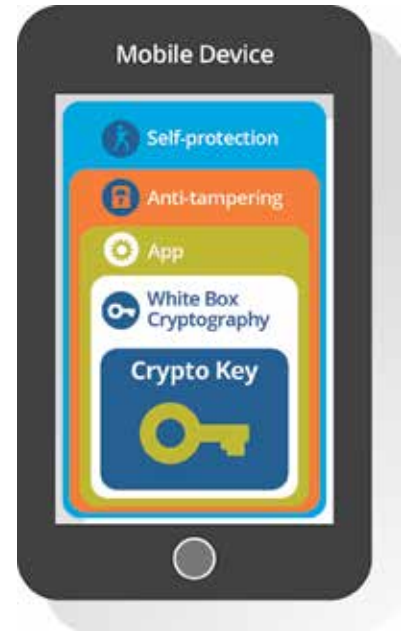 Mobile Device
Self-protection
Anti-tampering
App
White Box
Cryptography
Crypto Key